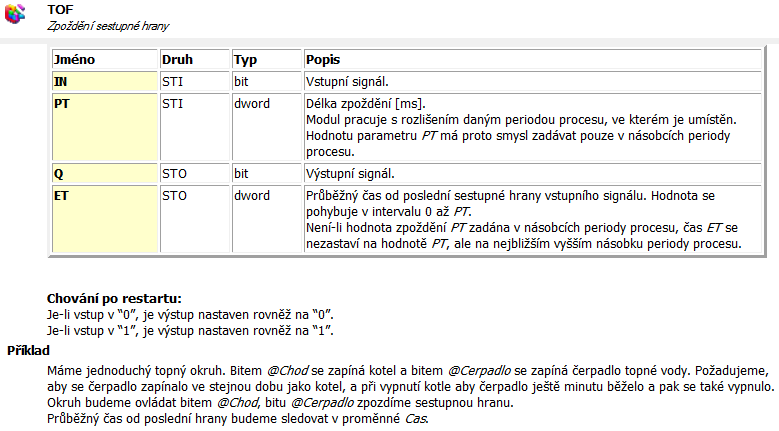 TOF
Zpoždění sestupné hrany
Jméno Druh Typ Popis
IN STI bit Vstupní signál.
PT STI dword Délka zpoždění [ms].
Modul pracuje s rozlišením daným periodou procesu, ve kterém je umístěn.
Hodnotu parametru PT má proto smysl zadávat pouze v násobcích periody
procesu.
Q STO bit Výstupní signál.
ET STO dword Průběžný čas od poslední sestupné hrany vstupního signálu. Hodnota se
pohybuje v intervalu 0 až PT.
Není-li hodnota zpoždění PT zadána v násobcích periody procesu, čas ET se
nezastaví na hodnotě PT, ale na nejbližším vyšším násobku periody procesu.
Chování po restartu:
Je-li vstup v “0”, je výstup nastaven rovněž na “0”.
Je-li vstup v “1”, je výstup nastaven rovněž na “1”.
Příklad
Máme jednoduchý topný okruh. Bitem @Chod se zapíná kotel a bitem @Cerpadlo se zapíná čerpadlo topné vody. Požadujeme,
aby se čerpadlo zapínalo ve stejnou dobu jako kotel, a při vypnutí kotle aby čerpadlo ještě minutu běželo a pak se také vypnulo.
Okruh budeme ovládat bitem @Chod, bitu @Cerpadlo zpozdíme sestupnou hranu.
Průběžný čas od poslední hrany budeme sledovat v proměnné Cas.